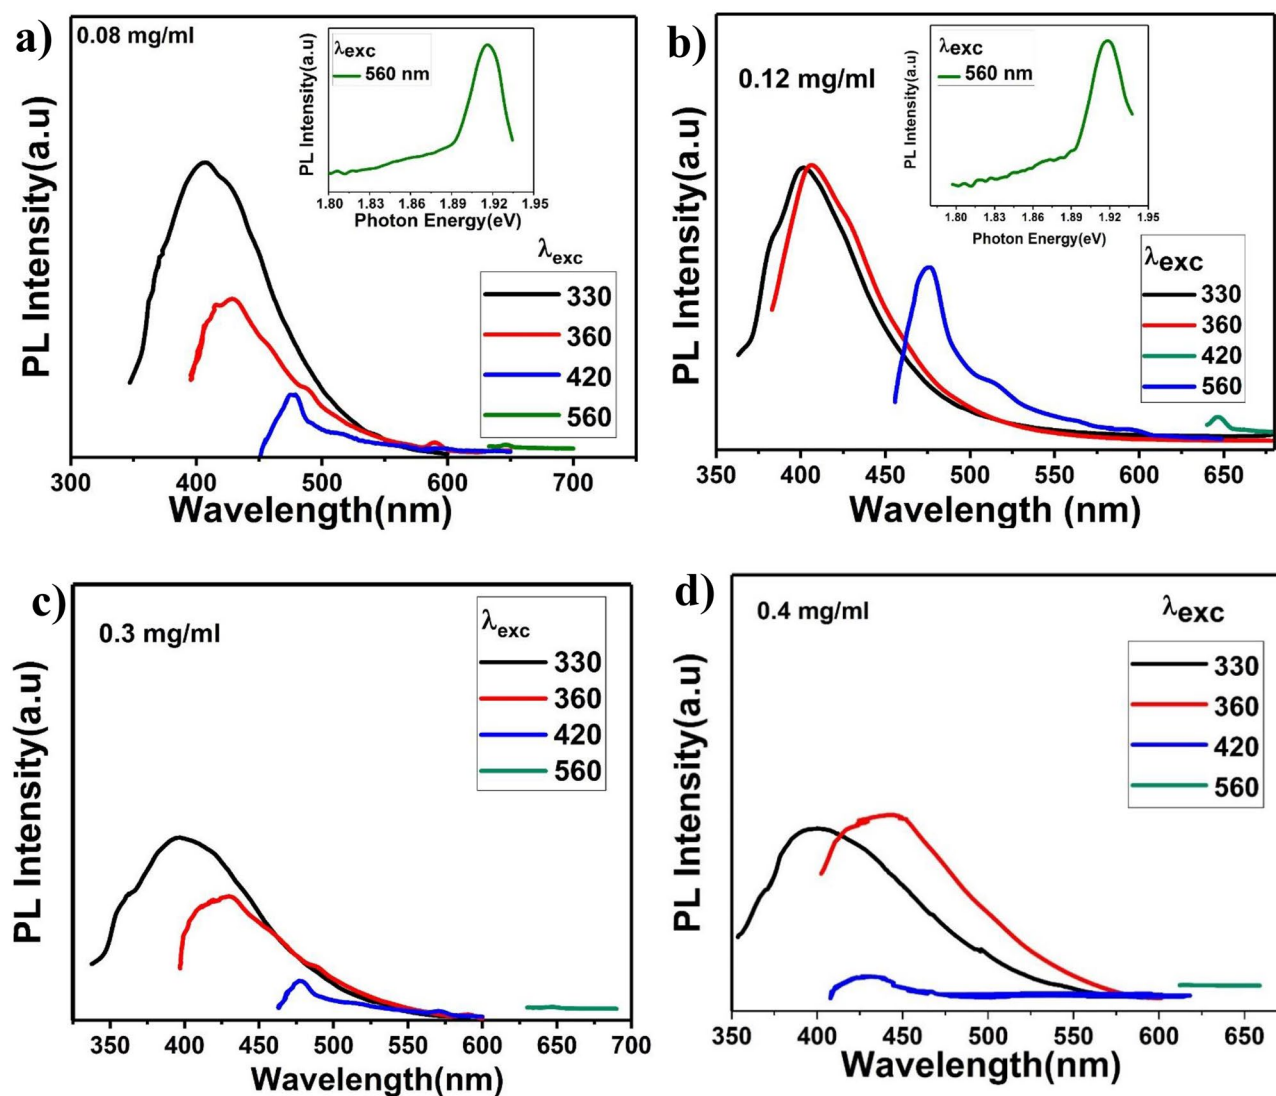 a)
0.08 mg/ml
PL Intensity(a.u)
λexc
560 nm
PL Intensity(a.u)
1.80 1.83 1.86 1.89 1.92 1.95
Photon Energy(eV)
λexc
330
360
420
560
300 400 500 600 700
Wavelength(nm)
b)
0.12 mg/ml
PL Intensity(a.u)
λexc
560 nm
PL Intensity(a.u)
1.80 1.83 1.86 1.89 1.92 1.95
Photon Energy(eV)
λexc
330
360
420
560
350 400 450 500 550 600 650
Wavelength (nm)
c)
0.3 mg/ml
PL Intensity(a.u)
λexc
330
360
420
560
350 400 450 500 550 600 650 700
Wavelength(nm)
d)
0.4 mg/ml
PL Intensity(a.u)
λexc
330
360
420
560
350 400 450 500 550 600 650
Wavelength(nm)